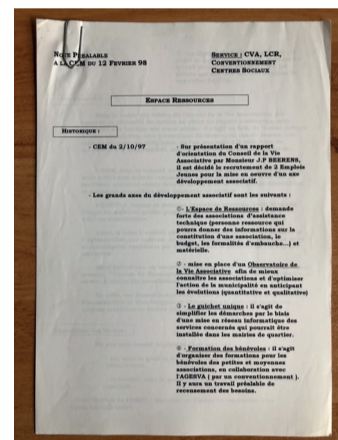 NOTE PREALABLE
A LA CEM DU 12 FEVRIER 98
SERVICE : CVA, LCR,
CONVENTIONNEMENT
CENTRES SOCIAUX
ESPACE RESSOURCES
HISTORIQUE :
- CEM du 2/10/97
- Sur présentation d'un rapport
d'orientation du Conseil de la Vie
Associative par Monsieur J.P BEERENS,
il est décidé le recrutement de 2 Emplois
Jeunes pour la mise en oeuvre d'un axe
développement associatif.
- Les grands axes du développement associatif sont les suivants :
①- L'Espace de Ressources : demande
forte des associations d'assistance
technique (personne ressource qui
pourra donner des informations sur la
constitution d'une association, le
budget, les formalités d'embauche...) et
matérielle.
② - mise en place d'un Observatoire de
la Vie Associative afin de mieux
connaître les associations et d'optimiser
l'action de la municipalité en anticipant
les évolutions (quantitative et qualitative)
③ - Le guichet unique : il s'agit de
simplifier les démarches par le biais
d'une mise en réseau informatique des
services concernés qui pourrait être
installée dans les mairies de quartier.
④ - Formation des bénévoles : il s'agit
d'organiser des formations pour les
bénévoles des petites et moyennes
associations, en collaboration avec
l'AGESVA ( par un conventionnement ).
Il y aura un travail préalable de
recensement des besoins.